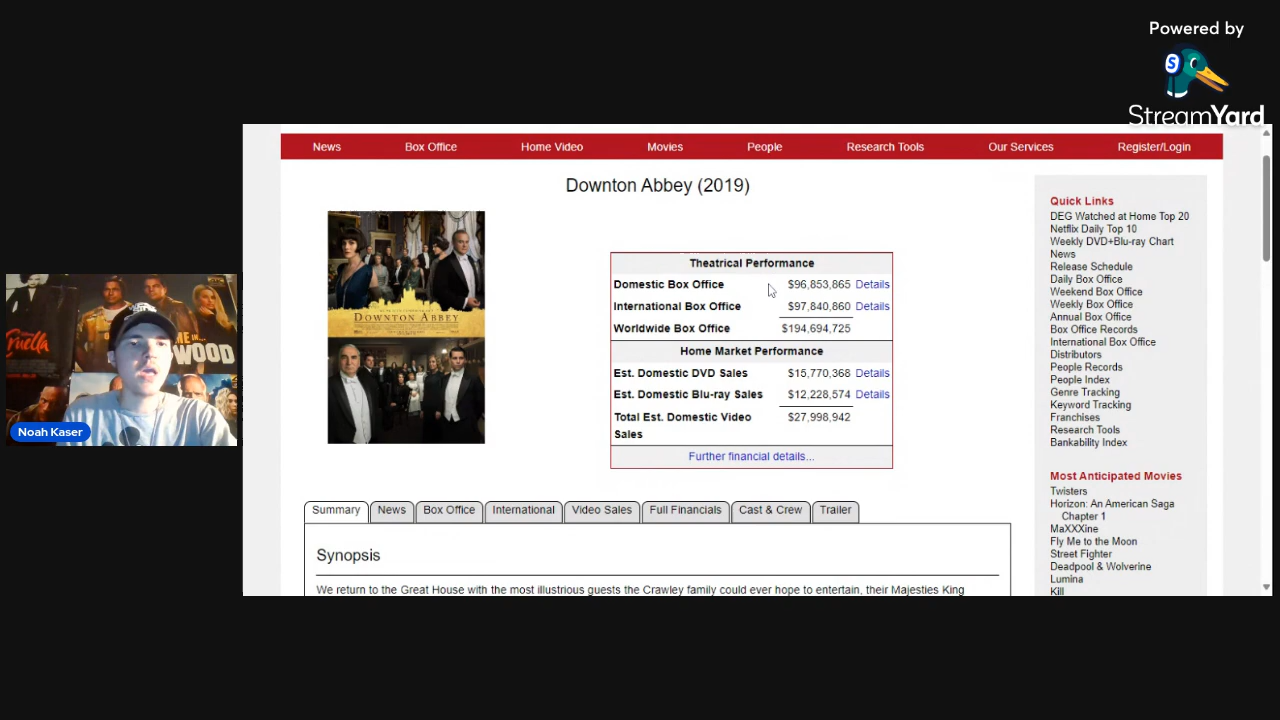 Powered by
StreamYard
News Box Office Home Video Movies People Research Tools Our Services Register/Login
Downton Abbey (2019)
DOWNTON ABBEY
Theatrical Performance
Domestic Box Office $96,853,865 Details
International Box Office $97,840,860 Details
Worldwide Box Office $194,694,725
Home Market Performance
Est. Domestic DVD Sales $15,770,368 Details
Est. Domestic Blu-ray Sales $12,228,574 Details
Total Est. Domestic Video $27,998,942
Sales
Further financial details...
Summary News Box Office International Video Sales Full Financials Cast & Crew Trailer
Synopsis
We return to the Great House with the most illustrious guests the Crawley family could ever hope to entertain, their Majesties King
Quick Links
DEG Watched at Home Top 20
Netflix Daily Top 10
Weekly DVD+Blu-ray Chart
News
Release Schedule
Daily Box Office
Weekend Box Office
Weekly Box Office
Annual Box Office
Box Office Records
International Box Office
Distributors
People Records
People Index
Genre Tracking
Keyword Tracking
Franchises
Research Tools
Bankability Index
Most Anticipated Movies
Twisters
Horizon: An American Saga
Chapter 1
MaXXXine
Fly Me to the Moon
Street Fighter
Deadpool & Wolverine
Lumina
Kill
Cruella
WOOD
Noah Kaser